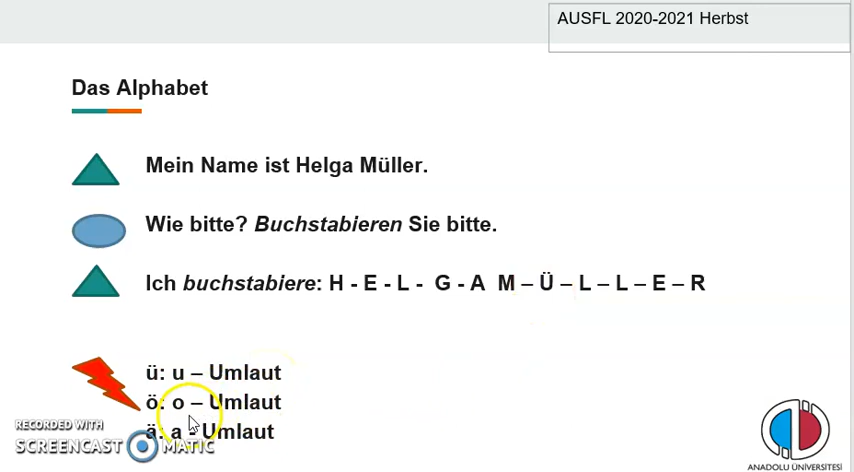 AUSFL 2020-2021 Herbst
Das Alphabet
Mein Name ist Helga Müller.
Wie bitte? Buchstabieren Sie bitte.
Ich buchstabiere: H - E - L - G - A M – Ü – L – L – E – R
ü: u – Umlaut
ö: o – Umlaut
ä: a - Umlaut
RECORDED WITH
SCREENCAST MATIC
ANADOLU ÜNİVERSİTESİ